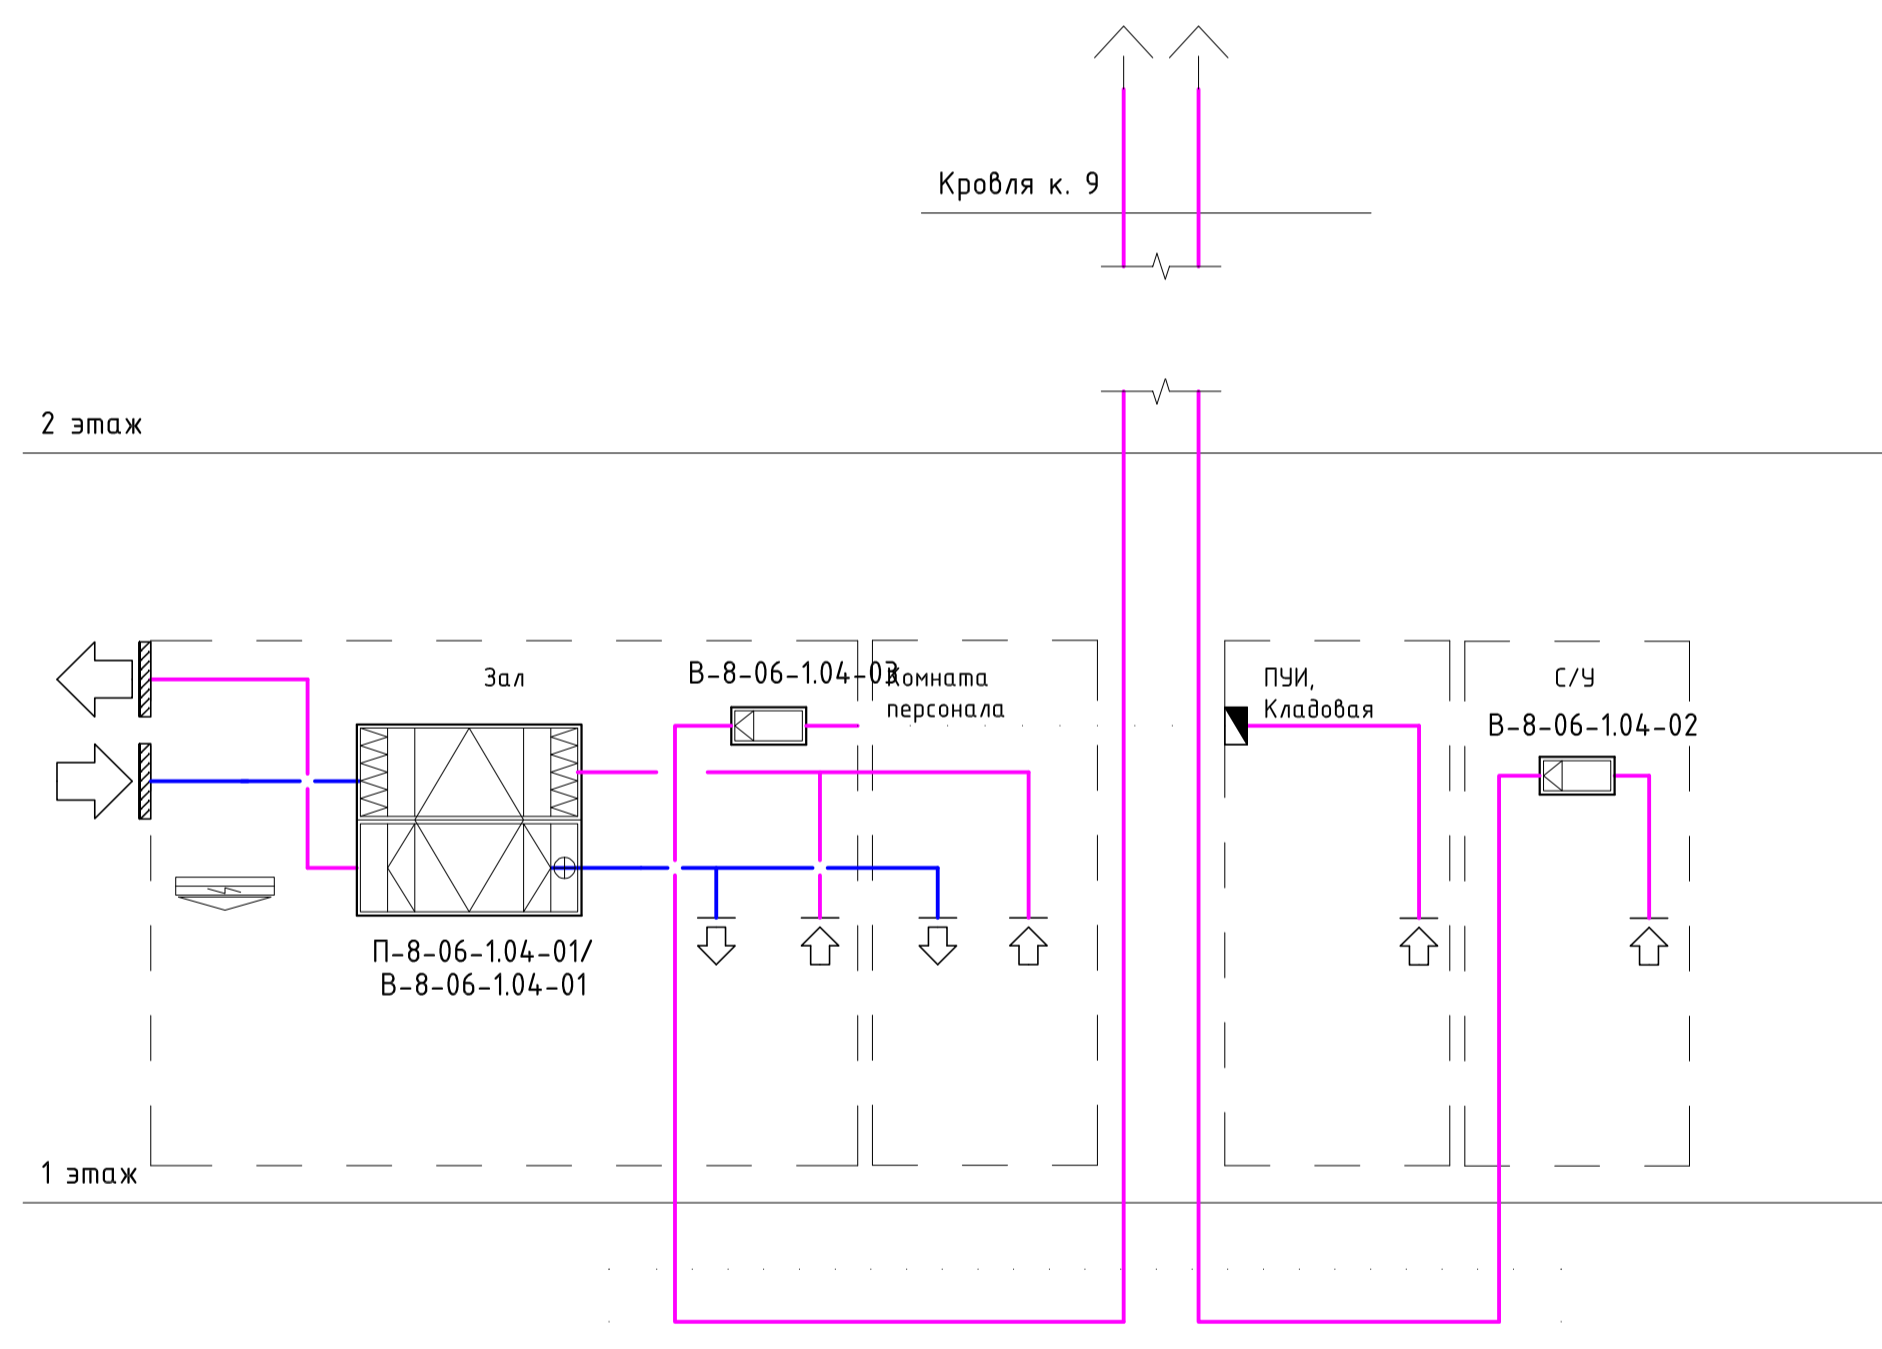 Кровля к. 9
2 этаж
Зал
В-8-06-1.04-03
Комната
персонала
ПУИ,
Кладовая
С/У
В-8-06-1.04-02
П-8-06-1.04-01/
В-8-06-1.04-01
1 этаж